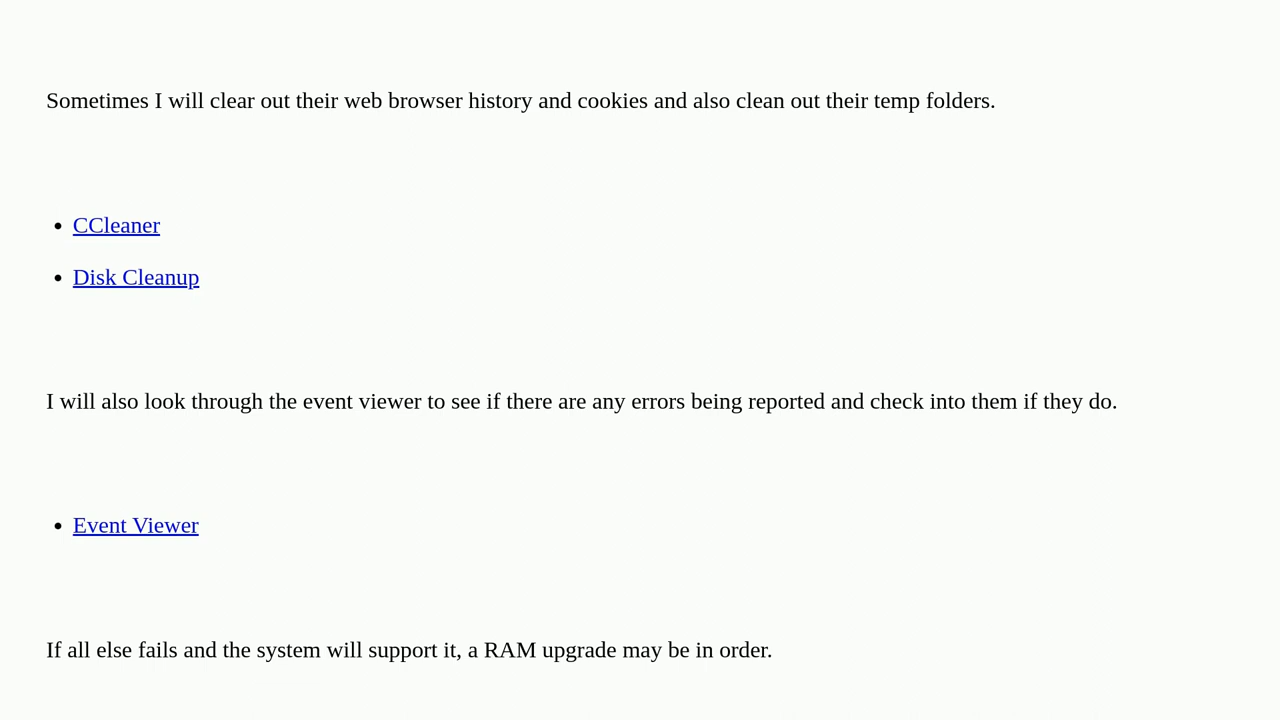 Sometimes I will clear out their web browser history and cookies and also clean out their temp folders.
• CCleaner
• Disk Cleanup
I will also look through the event viewer to see if there are any errors being reported and check into them if they do.
• Event Viewer
If all else fails and the system will support it, a RAM upgrade may be in order.